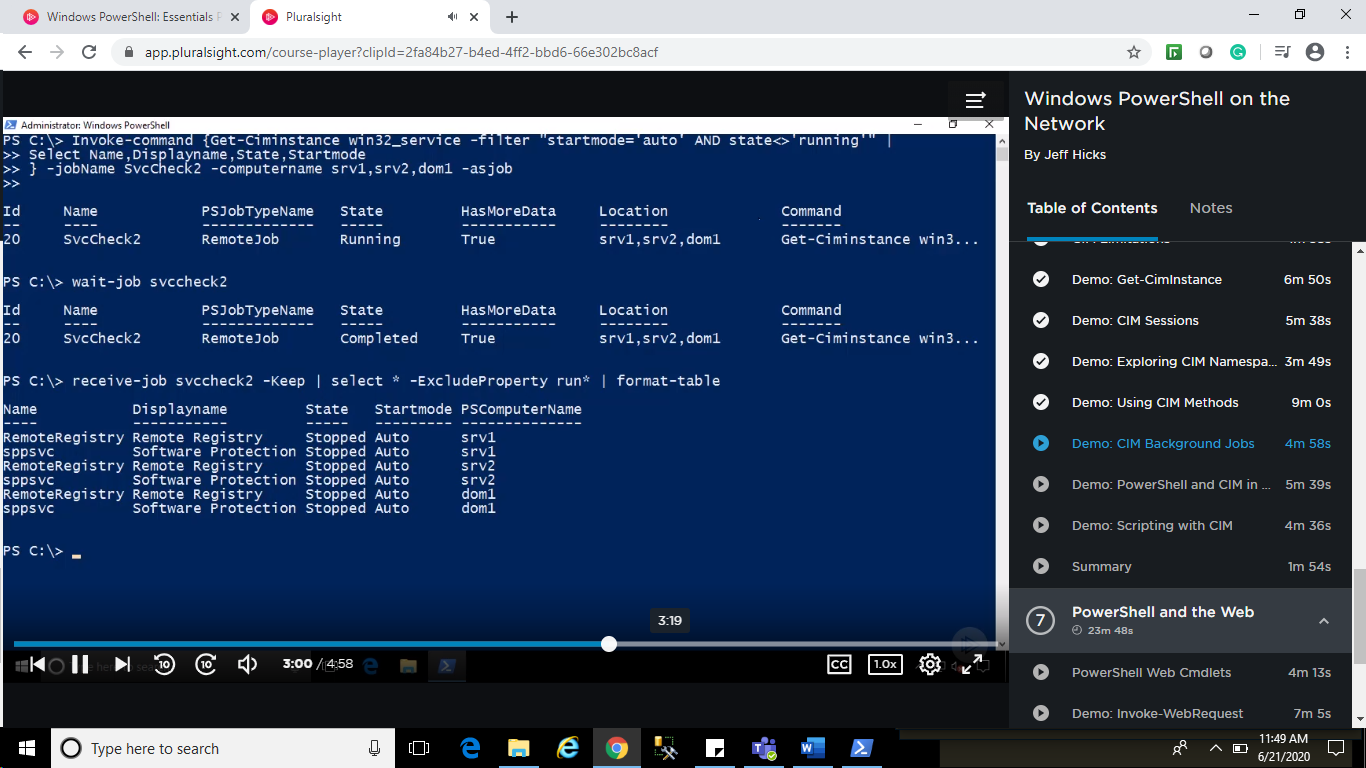 Windows PowerShell: Essentials P
Pluralsight
app.pluralsight.com/course-player?clipId=2fa84b27-b4ed-4ff2-bbd6-66e302bc8acf
Administrator: Windows PowerShell
PS C:\> Invoke-command {Get-Ciminstance win32_service -filter "startmode='auto' AND state<>'running'" |
>> Select Name,Displayname,State,Startmode
>> } -jobName SvcCheck2 -computername srv1,srv2,dom1 -asjob
>>
Id Name PSJobTypeName State HasMoreData Location Command
-- ---- ------------- ----- ----------- -------- -------
20 SvcCheck2 RemoteJob Running True srv1,srv2,dom1 Get-Ciminstance win3...
PS C:\> wait-job svccheck2
Id Name PSJobTypeName State HasMoreData Location Command
-- ---- ------------- ----- ----------- -------- -------
20 SvcCheck2 RemoteJob Completed True srv1,srv2,dom1 Get-Ciminstance win3...
PS C:\> receive-job svccheck2 -Keep | select * -ExcludeProperty run* | format-table
Name Displayname State Startmode PSComputerName
---- ----------- ----- --------- --------------
RemoteRegistry Remote Registry Stopped Auto srv1
sppsvc Software Protection Stopped Auto srv1
RemoteRegistry Remote Registry Stopped Auto srv2
sppsvc Software Protection Stopped Auto srv2
RemoteRegistry Remote Registry Stopped Auto dom1
sppsvc Software Protection Stopped Auto dom1
PS C:\> _
3:19
10
10
3:00 / 4:58
CC
1.0x
Windows PowerShell on the
Network
By Jeff Hicks
Table of Contents
Notes
Demo: Get-CimInstance 6m 50s
Demo: CIM Sessions 5m 38s
Demo: Exploring CIM Namespa... 3m 49s
Demo: Using CIM Methods 9m 0s
Demo: CIM Background Jobs 4m 58s
Demo: PowerShell and CIM in ... 5m 39s
Demo: Scripting with CIM 4m 36s
Summary 1m 54s
7
PowerShell and the Web
23m 48s
PowerShell Web Cmdlets 4m 13s
Demo: Invoke-WebRequest 7m 5s
Type here to search
11:49 AM
6/21/2020